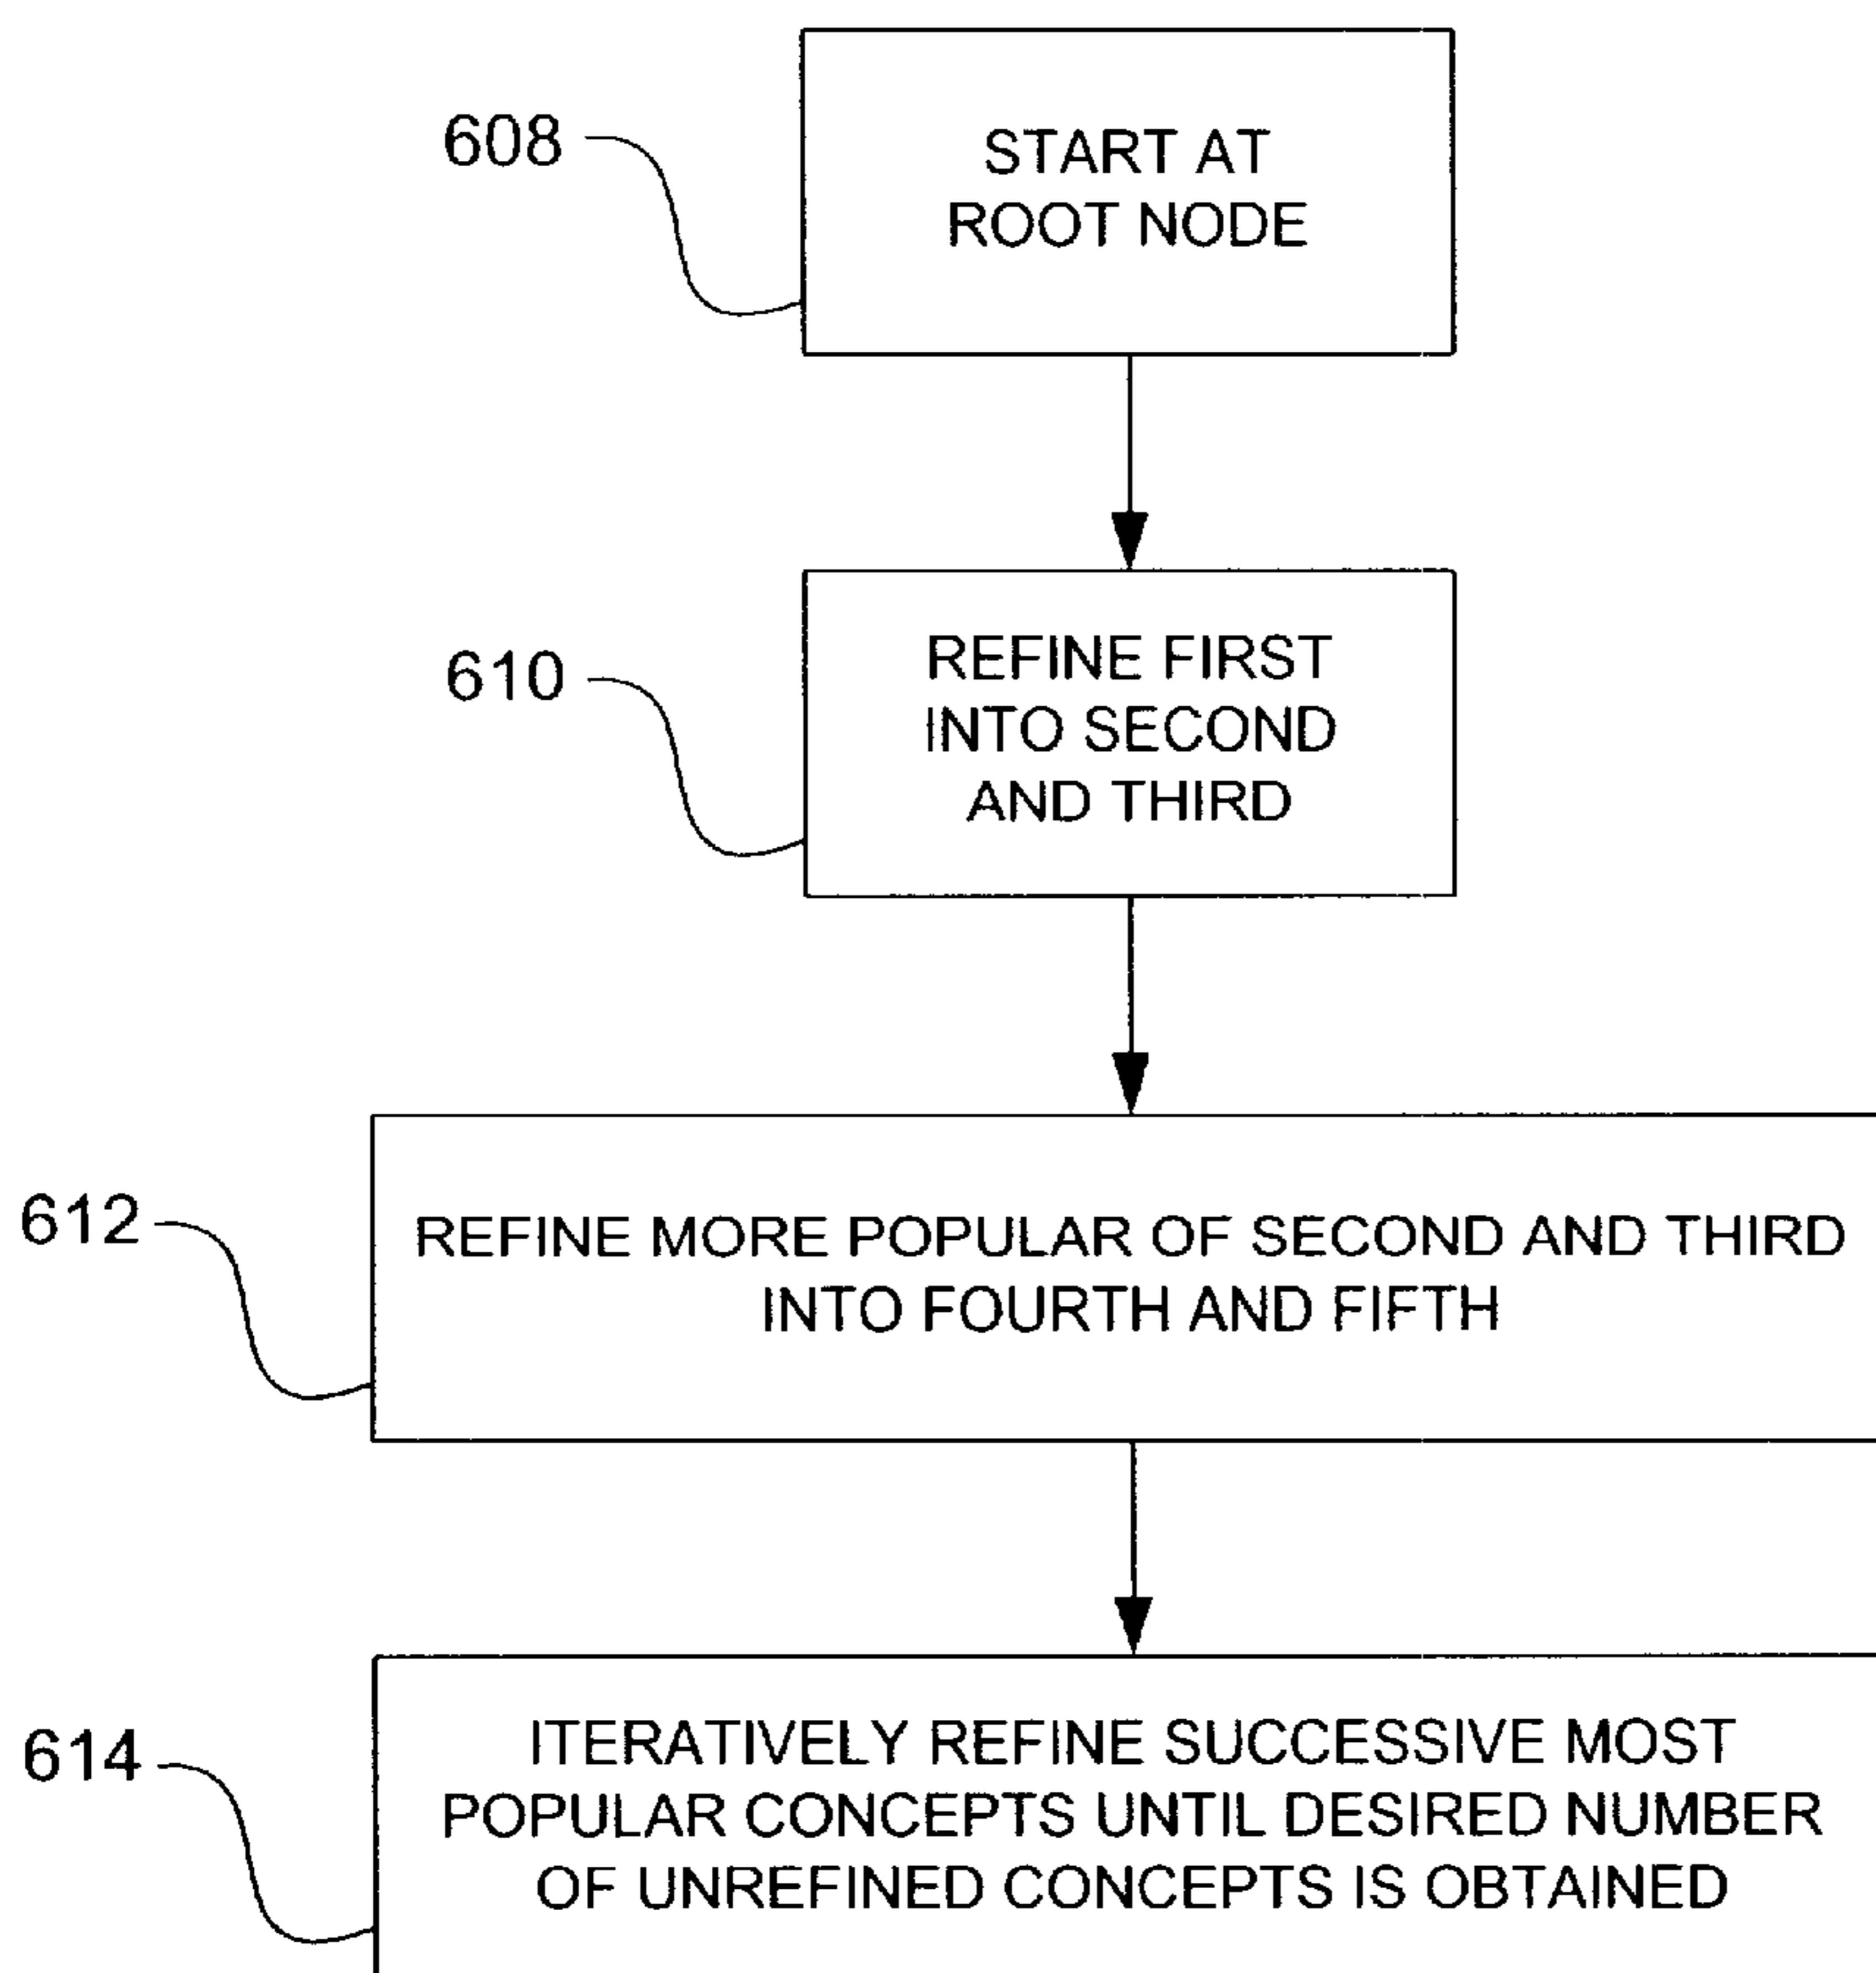 608
START AT
ROOT NODE
610
REFINE FIRST
INTO SECOND
AND THIRD
612
REFINE MORE POPULAR OF SECOND AND THIRD
INTO FOURTH AND FIFTH
614
ITERATIVELY REFINE SUCCESSIVE MOST
POPULAR CONCEPTS UNTIL DESIRED NUMBER
OF UNREFINED CONCEPTS IS OBTAINED